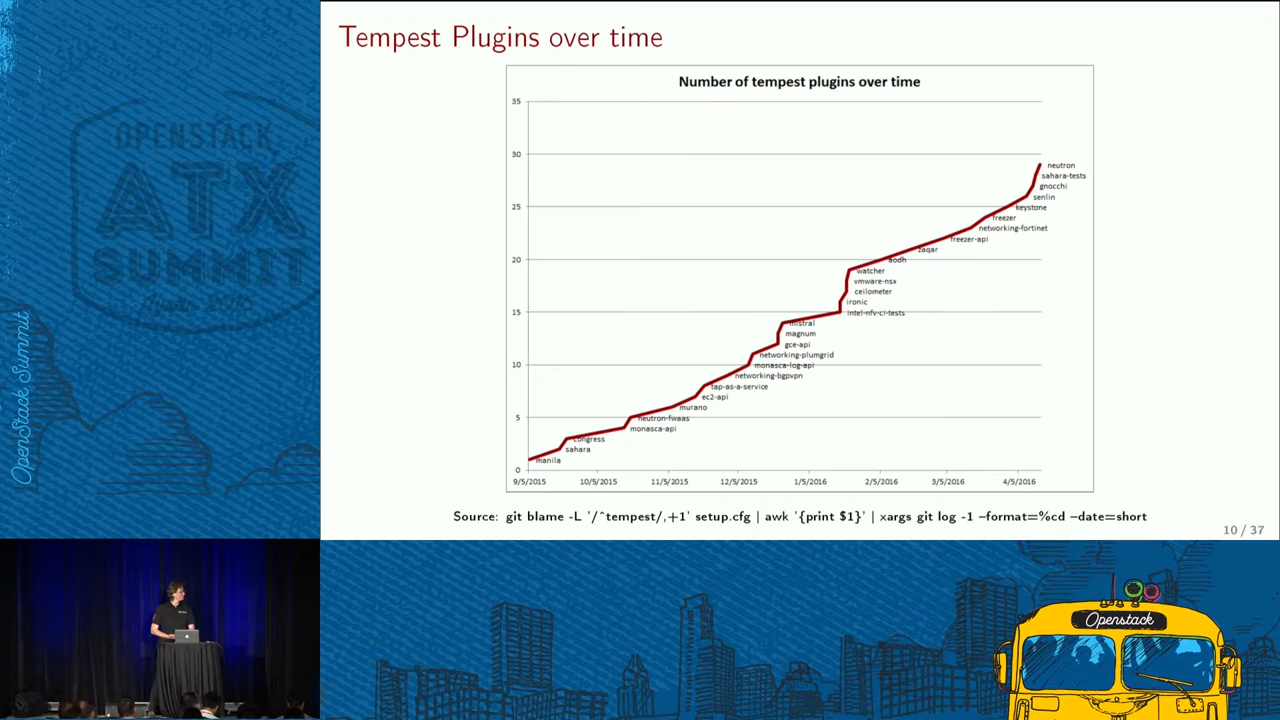 Tempest Plugins over time
Number of tempest plugins over time
35
30
25
20
15
10
5
0
neutron
sahara-tests
gnocchi
senlin
keystone
freezer
networking-fortinet
freezer-api
zaqar
aodh
watcher
vmware-nsx
ceilometer
ironic
intel-nfv-ci-tests
mistral
magnum
gce-api
networking-plumgrid
monasca-log-api
networking-bgpvpn
tap-as-a-service
ec2-api
murano
neutron-fwaas
monasca-api
congress
sahara
manila
9/5/2015 10/5/2015 11/5/2015 12/5/2015 1/5/2016 2/5/2016 3/5/2016 4/5/2016
Source: git blame -L '/^tempest/,+1' setup.cfg | awk '{print $1}' | xargs git log -1 –format=%cd –date=short
10 / 37
OPENSTACK
ATX
SUMMIT
OpenStack Summit
Openstack